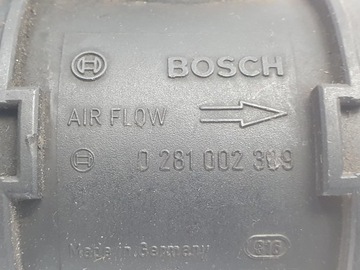 BOSCH
AIR FLOW
0 281 002 309
Made in Germany